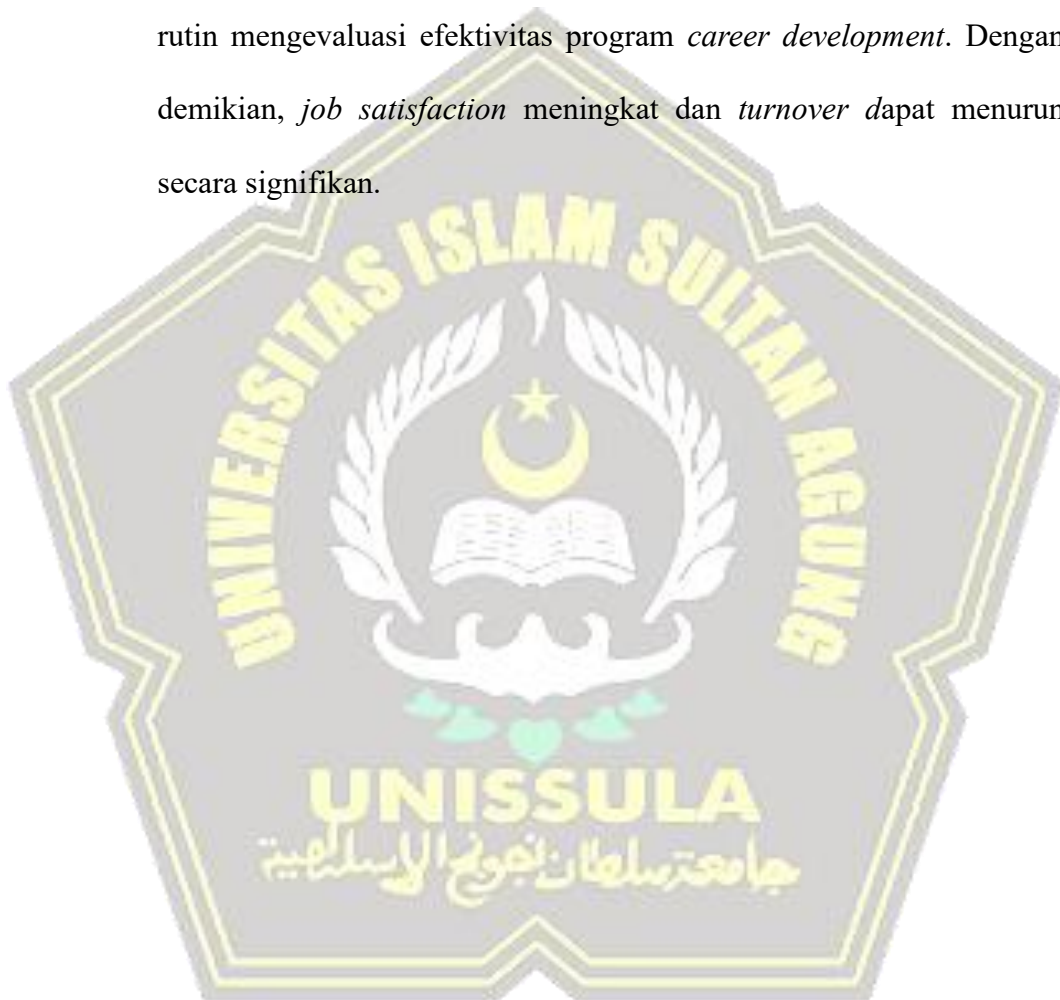 rutin mengevaluasi efektivitas program career development. Dengan
demikian, job satisfaction meningkat dan turnover dapat menurun
secara signifikan.
UNIVERSITAS ISLAM SULTAN AGUNG
UNISSULA
جامعة سلطان أجونج الإسلامية